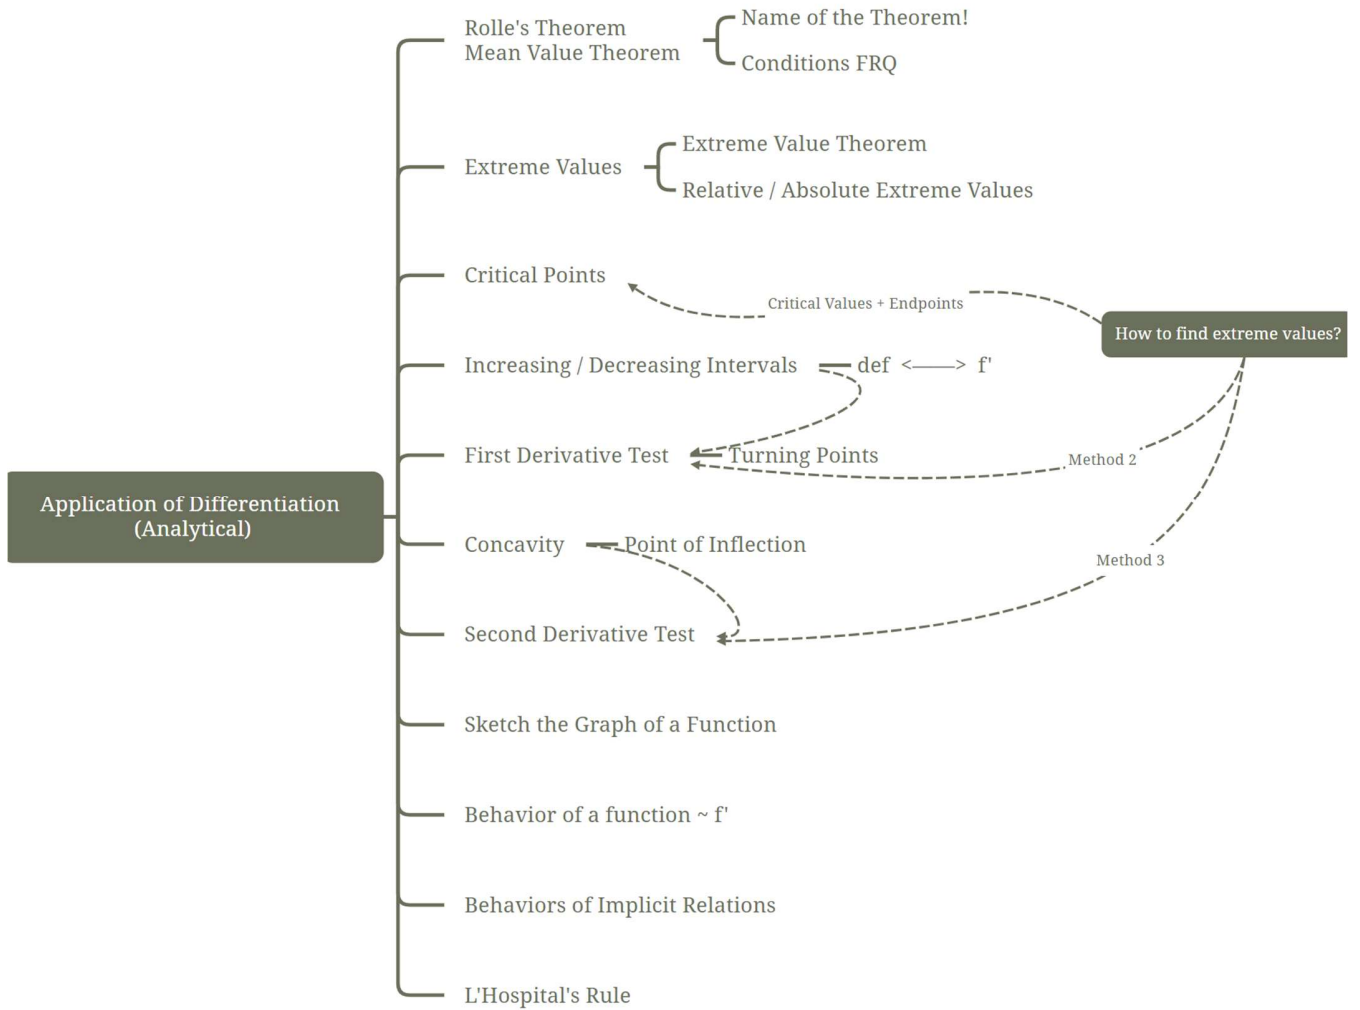 Rolle's Theorem
Mean Value Theorem
Name of the Theorem!
Conditions FRQ
Extreme Values
Extreme Value Theorem
Relative / Absolute Extreme Values
Critical Points
Critical Values + Endpoints
How to find extreme values?
Increasing / Decreasing Intervals
def <——> f'
First Derivative Test
Turning Points
Method 2
Application of Differentiation
(Analytical)
Concavity
Point of Inflection
Method 3
Second Derivative Test
Sketch the Graph of a Function
Behavior of a function ~ f'
Behaviors of Implicit Relations
L'Hospital's Rule